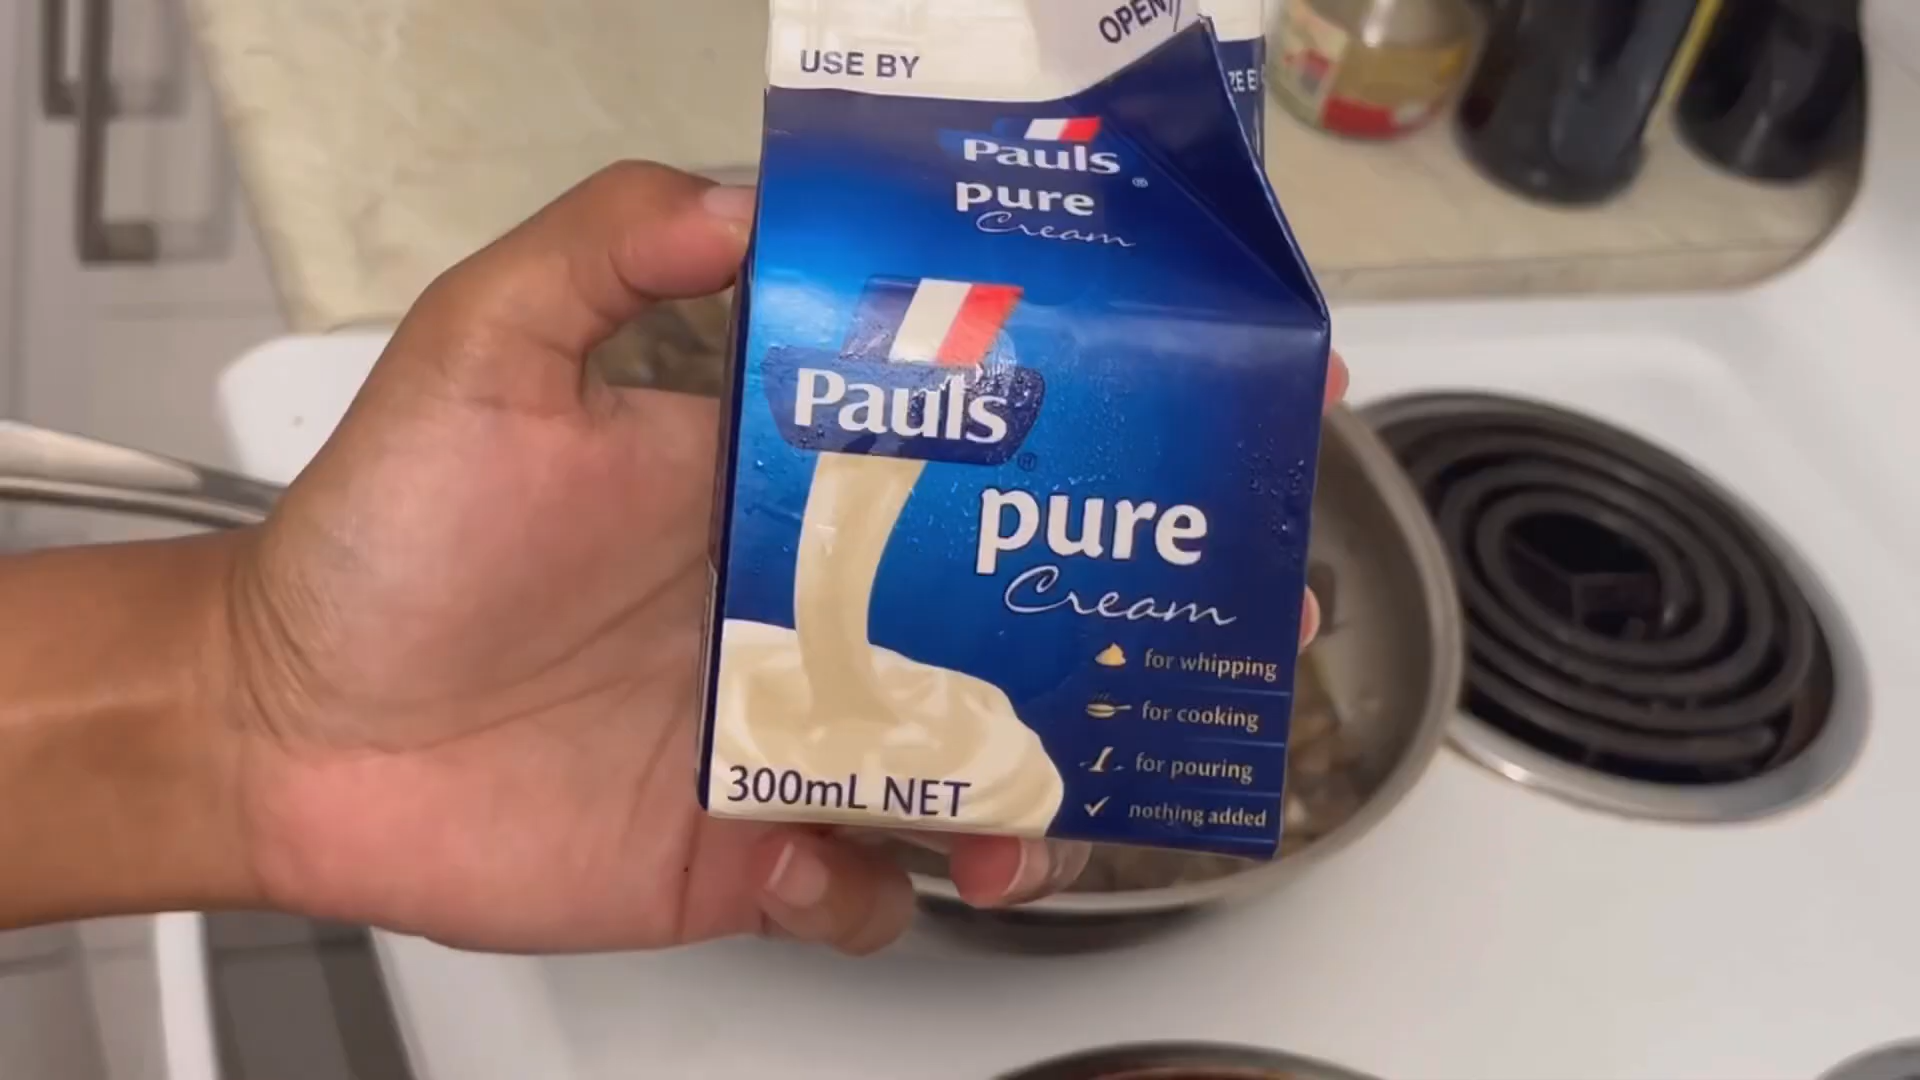 OPEN
USE BY
Pauls
pure
Cream
Pauls
pure
Cream
for whipping
for cooking
for pouring
nothing added
300mL NET